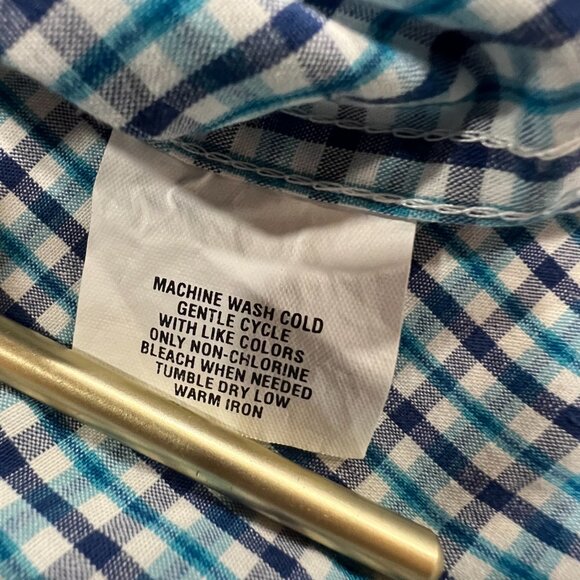 MACHINE WASH COLD
GENTLE CYCLE
WITH LIKE COLORS
ONLY NON-CHLORINE
BLEACH WHEN NEEDED
TUMBLE DRY LOW
WARM IRON